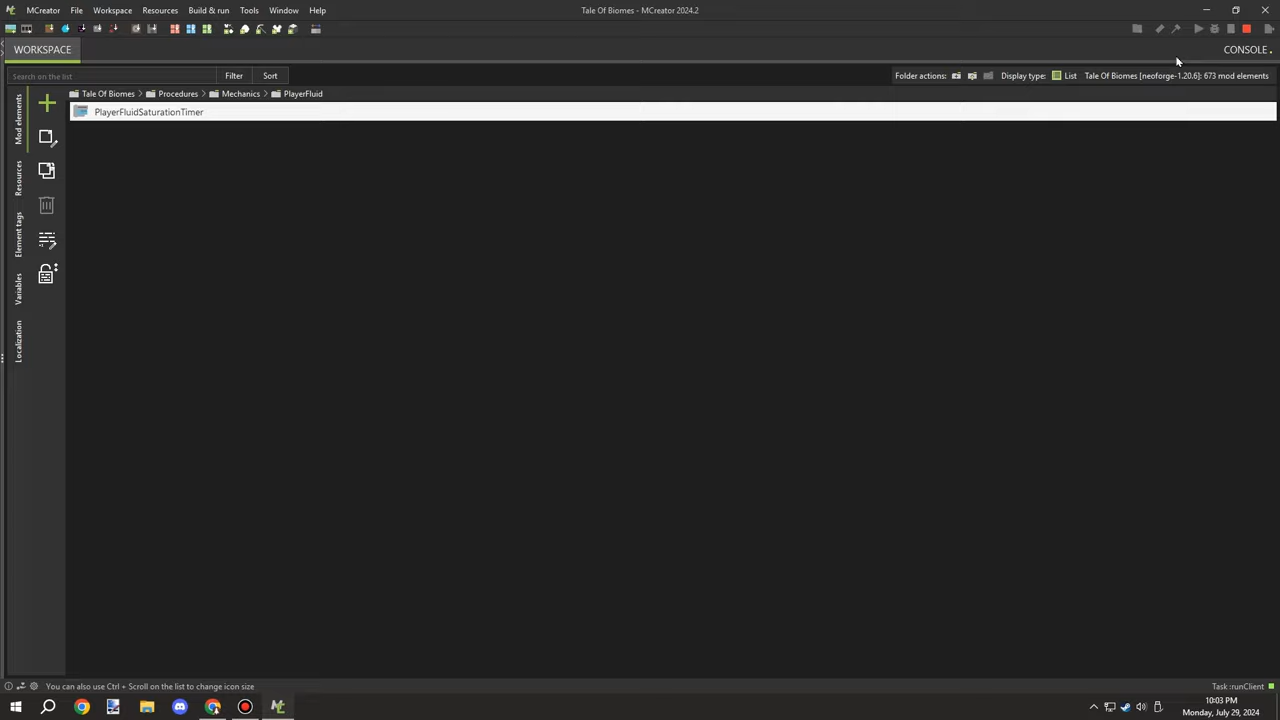 MCreator File Workspace Resources Build & run Tools Window Help Tale Of Biomes - MCreator 2024.2
WORKSPACE CONSOLE
Search on the list Filter Sort Folder actions: Display type: List Tale Of Biomes [neoforge-1.20.6]: 673 mod elements
Tale Of Biomes Procedures Mechanics PlayerFluid
PlayerFluidSaturationTimer
Mod elements
Resources
Element tags
Variables
Localization
You can also use Ctrl + Scroll on the list to change icon size Task :runClient
10:03 PM
Monday, July 29, 2024